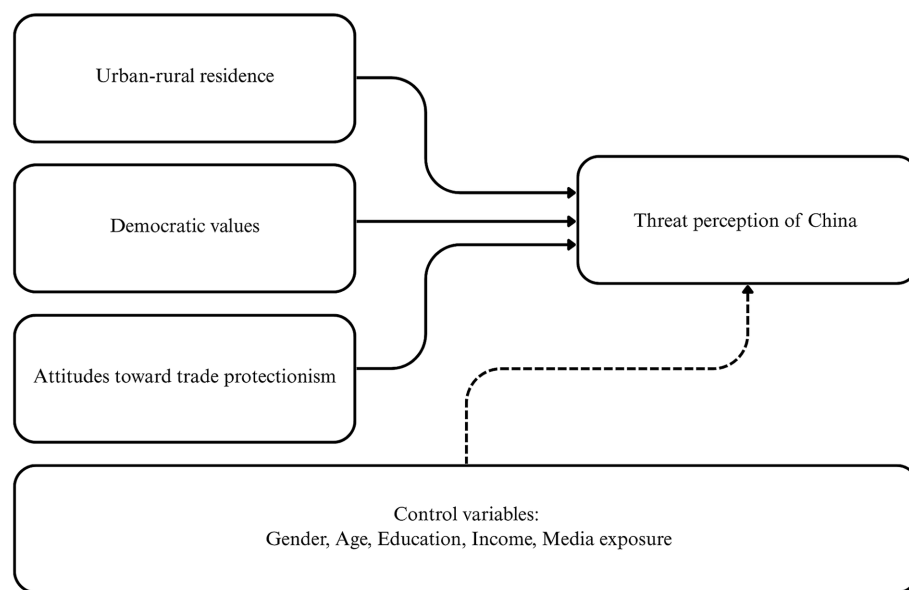 Urban-rural residence
Democratic values
Threat perception of China
Attitudes toward trade protectionism
Control variables:
Gender, Age, Education, Income, Media exposure